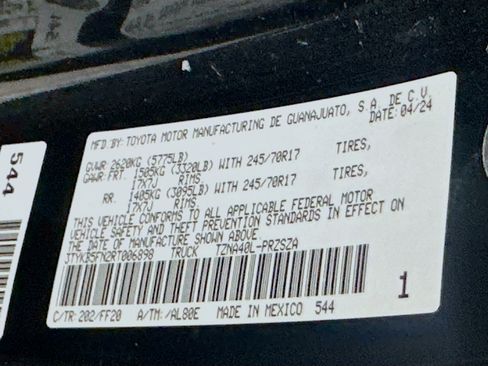 MFD.BY:TOYOTA MOTOR MANUFACTURING DE GUANAJUATO, S.A. DE C.V.
DATE:04/24
GVWR 2620KG (5775LB)
GAWR:FRT. 1505KG (3320LB) WITH 245/70R17 TIRES,
17X7J RIMS
RR. 1405KG (3095LB) WITH 245/70R17 TIRES,
17X7J RIMS
THIS VEHICLE CONFORMS TO ALL APPLICABLE FEDERAL MOTOR
VEHICLE SAFETY AND THEFT PREVENTION STANDARDS IN EFFECT ON
THE DATE OF MANUFACTURE SHOWN ABOVE.
JTYKB5FN2RT006898 TRUCK TZNA40L-PRZSZA
C/TR:202/FF20 A/TM:/AL80E MADE IN MEXICO 544
1
544